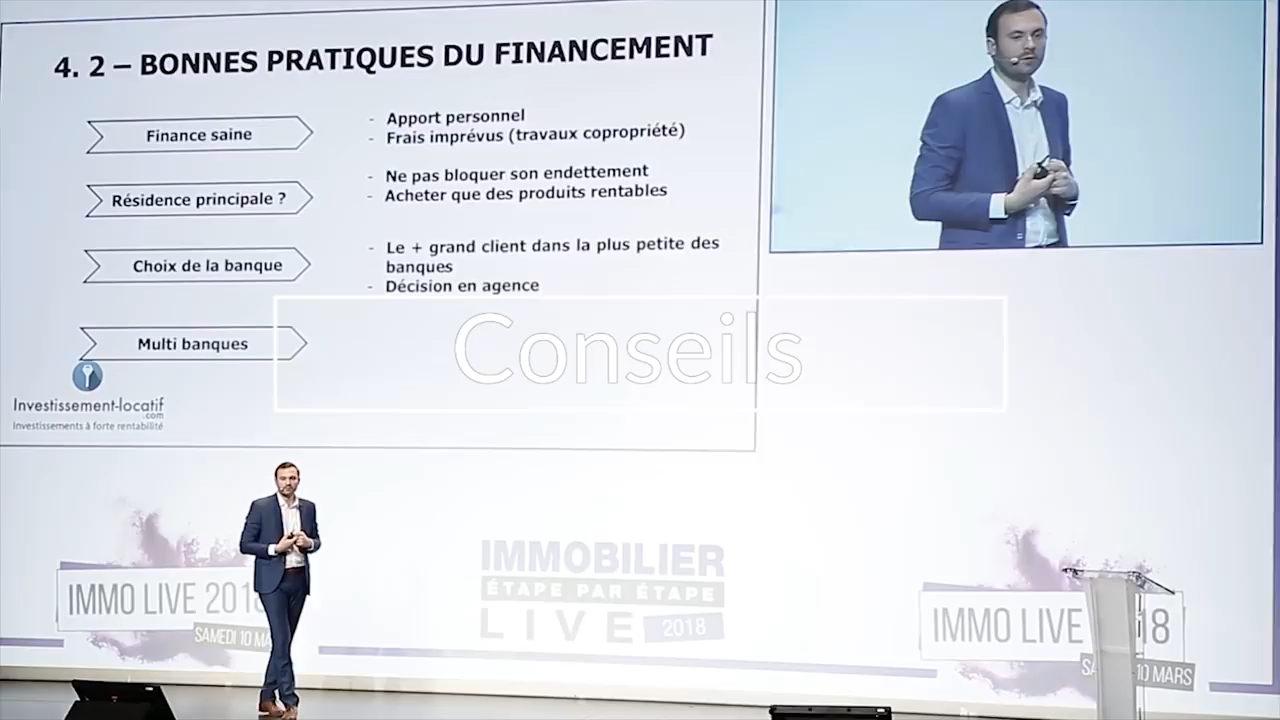 4. 2 – BONNES PRATIQUES DU FINANCEMENT
Finance saine
- Apport personnel
- Frais imprévus (travaux copropriété)
Résidence principale ?
- Ne pas bloquer son endettement
- Acheter que des produits rentables
Choix de la banque
- Le + grand client dans la plus petite des
banques
- Décision en agence
Multi banques
Conseils
Investissement-locatif
.com
Investissements à forte rentabilité
IMMO LIVE 2018
SAMEDI 10
IMMOBILIER
ÉTAPE PAR ÉTAPE
LIVE 2018
IMMO LIVE 18
10 MARS